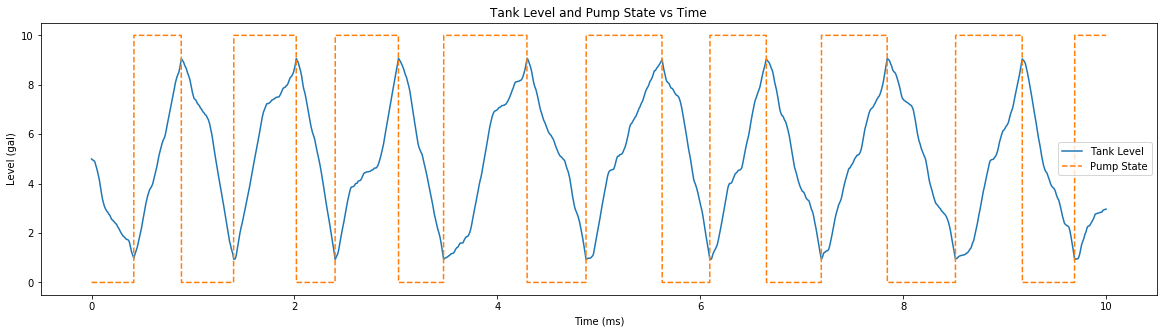 Tank Level and Pump State vs Time
10
8
6
4
2
0
Level (gal)
Tank Level
Pump State
0 2 4 6 8 10
Time (ms)